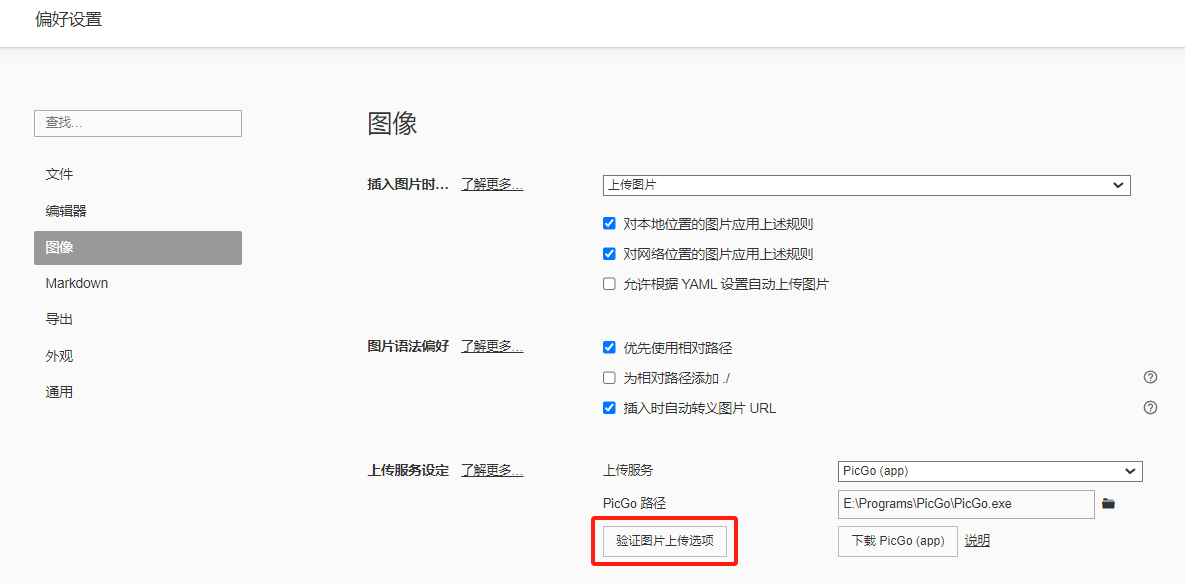 偏好设置
查找...
文件
编辑器
图像
Markdown
导出
外观
通用
图像
插入图片时... 了解更多... 上传图片
对本地位置的图片应用上述规则
对网络位置的图片应用上述规则
允许根据 YAML 设置自动上传图片
图片语法偏好 了解更多... 优先使用相对路径
为相对路径添加 ./
插入时自动转义图片 URL
上传服务设定 了解更多... 上传服务 PicGo (app)
PicGo 路径 E:\Programs\PicGo\PicGo.exe
验证图片上传选项 下载 PicGo (app) 说明